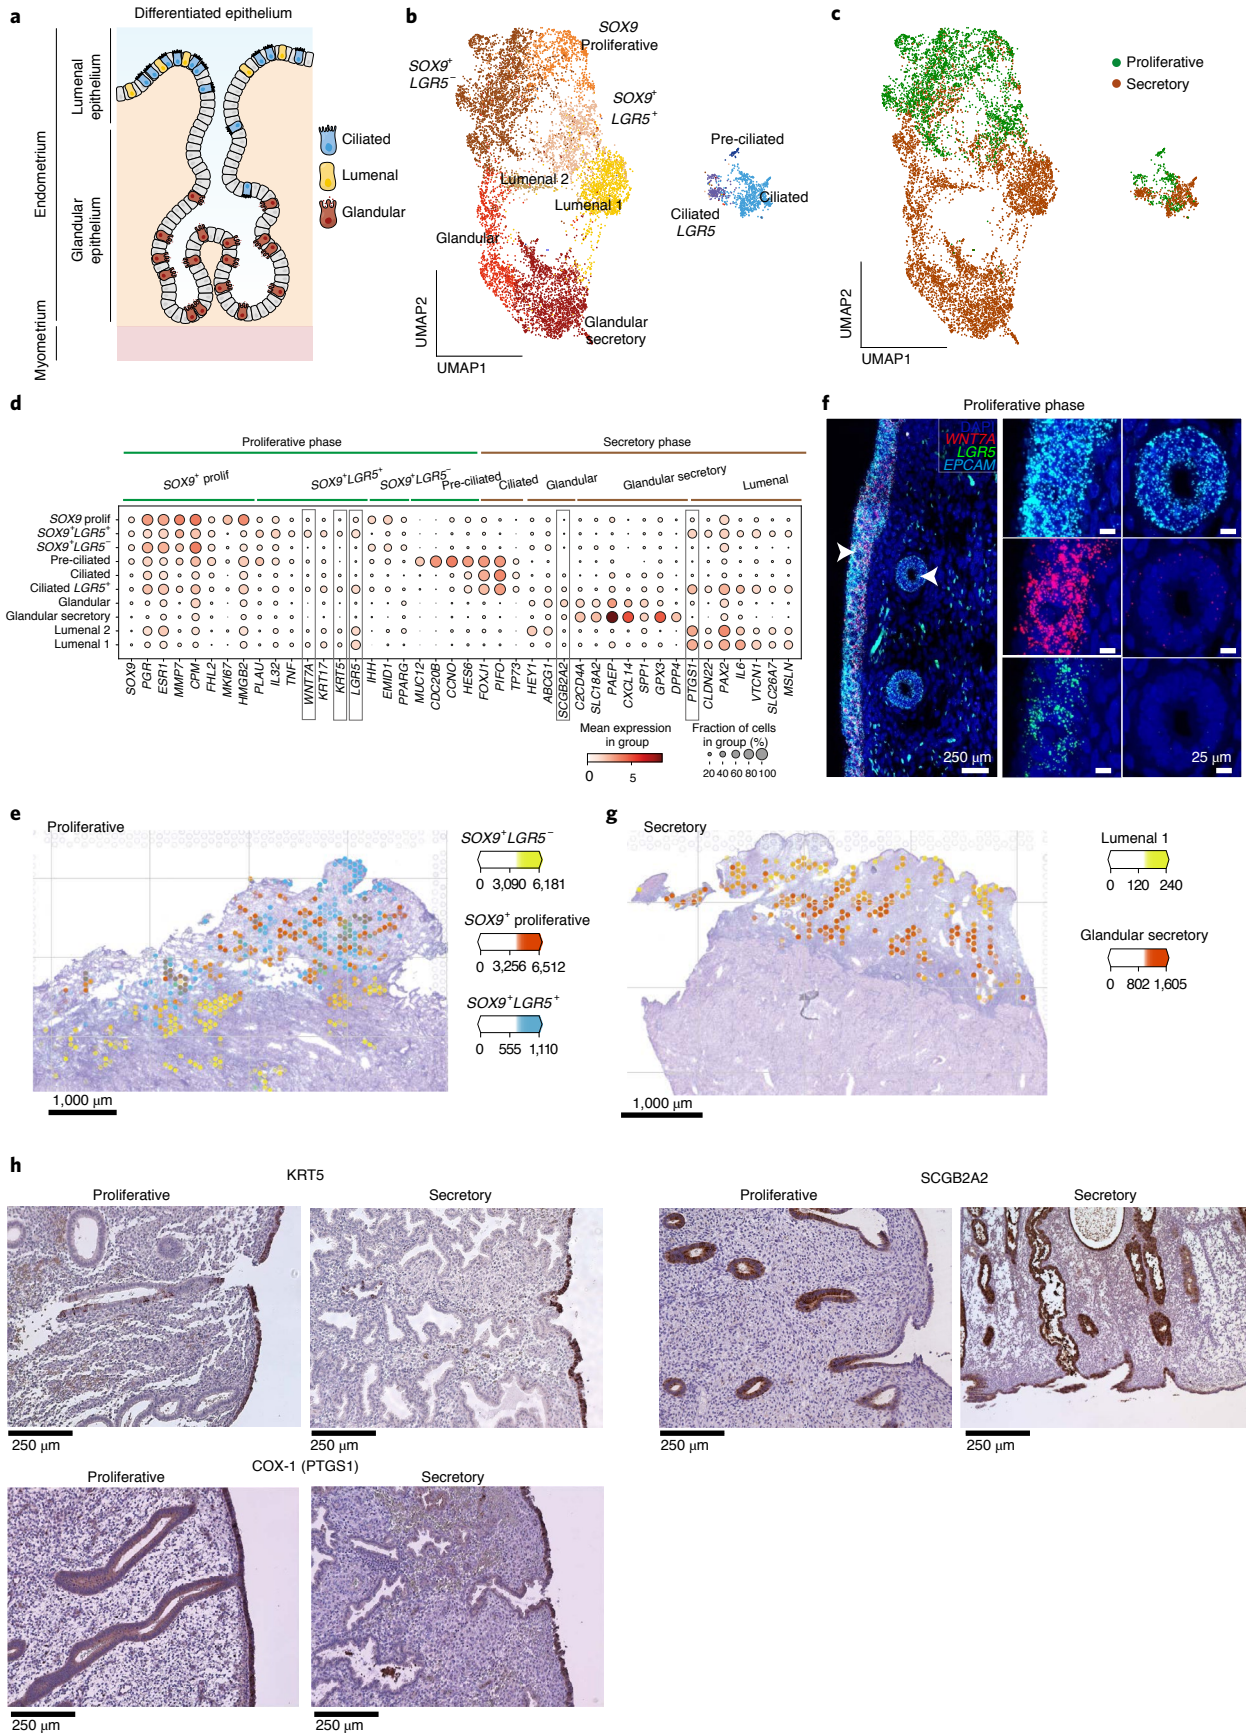 a
Differentiated epithelium
Endometrium
Myometrium
Lumenal
epithelium
Glandular
epithelium
Ciliated
Lumenal
Glandular
b
SOX9
Proliferative
SOX9+
LGR5−
SOX9+
LGR5+
Pre-ciliated
Lumenal 2
Lumenal 1
Ciliated
Ciliated
LGR5
Glandular
Glandular
secretory
UMAP2
UMAP1
c
Proliferative
Secretory
UMAP2
UMAP1
d
Proliferative phase
Secretory phase
SOX9+ prolif
SOX9+LGR5+
SOX9+LGR5−
Pre-ciliated
Ciliated
Glandular
Glandular secretory
Lumenal
SOX9 prolif
SOX9+LGR5+
SOX9+LGR5−
Pre-ciliated
Ciliated
Ciliated LGR5+
Glandular
Glandular secretory
Lumenal 2
Lumenal 1
SOX9
PGR
ESR1
MMP7
CPM1
FHL2
MKI67
HMGB2
PLAU
IL32
TNF
WNT7A
KRT17
KRT5
LGR5
IHH
EMID1
PPARG
MUC12
CDC20B
CCNO
HES6
FOXJ1
PIFO
TP73
HEY1
ABCG1
SCGB2A2
C2CD4A
SLC18A2
PAEP
CXCL14
SPP1
GPX3
DPP4
PTGS1
CLDN22
PAX2
IL6
VTCN1
SLC26A7
MSLN
Mean expression
in group
0 5
Fraction of cells
in group (%)
20 40 60 80 100
f
Proliferative phase
DAPI
WNT7A
LGR5
EPCAM
250 μm
25 μm
e
Proliferative
SOX9+LGR5−
0 3,090 6,181
SOX9+ proliferative
0 3,256 6,512
SOX9+LGR5+
0 555 1,110
1,000 μm
g
Secretory
Lumenal 1
0 120 240
Glandular secretory
0 802 1,605
1,000 μm
h
KRT5
Proliferative
Secretory
250 μm
250 μm
SCGB2A2
Proliferative
Secretory
250 μm
250 μm
COX-1 (PTGS1)
Proliferative
Secretory
250 μm
250 μm